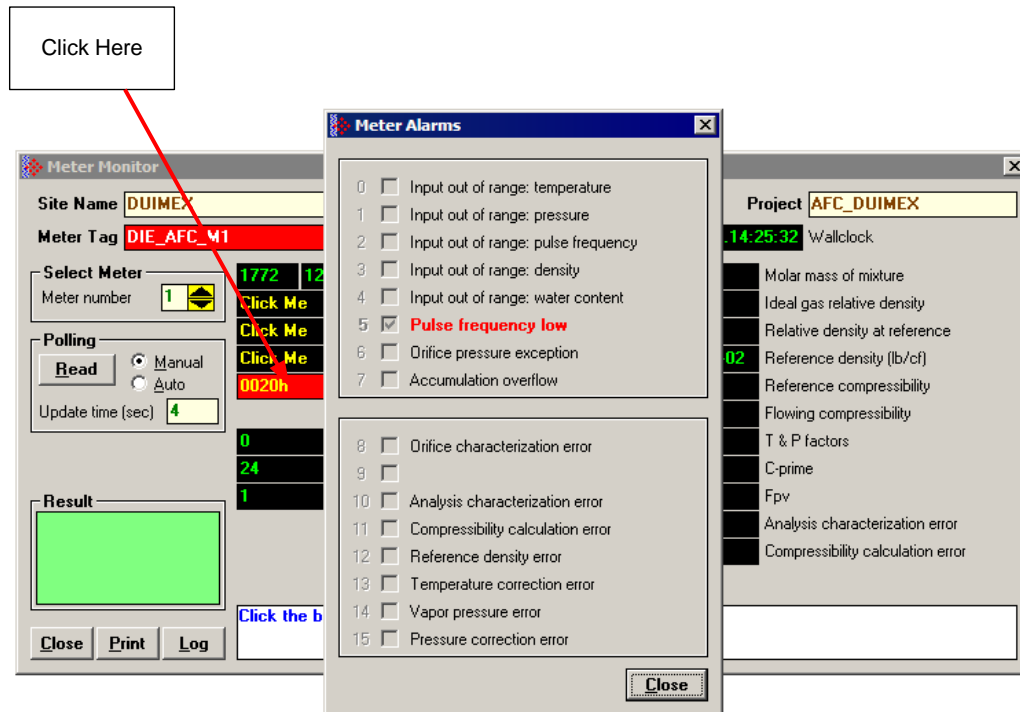 Click Here
Meter Alarms
Meter Monitor
Site Name DUIMEX
Project AFC_DUIMEX
Meter Tag DIE_AFC_M1
.14:25:32 Wallclock
Select Meter
Meter number 1
1772 12
Click Me
Click Me
Click Me
0020h
0
24
1
Polling
Read
Manual
Auto
Update time (sec) 4
Result
Close
Print
Log
Click the b
0 Input out of range: temperature
1 Input out of range: pressure
2 Input out of range: pulse frequency
3 Input out of range: density
4 Input out of range: water content
5 Pulse frequency low
6 Orifice pressure exception
7 Accumulation overflow
8 Orifice characterization error
9
10 Analysis characterization error
11 Compressibility calculation error
12 Reference density error
13 Temperature correction error
14 Vapor pressure error
15 Pressure correction error
Close
Molar mass of mixture
Ideal gas relative density
Relative density at reference
-02 Reference density (lb/cf)
Reference compressibility
Flowing compressibility
T & P factors
C-prime
Fpv
Analysis characterization error
Compressibility calculation error